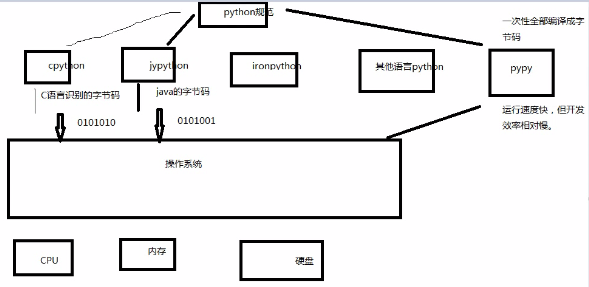 python规范
一次性全部编译成字
节码
cpython
jypython
ironpython
其他语言python
pypy
C语言识别的字节码
java的字节码
运行速度快，但开发
效率相对慢。
0101010
0101001
操作系统
CPU
内存
硬盘